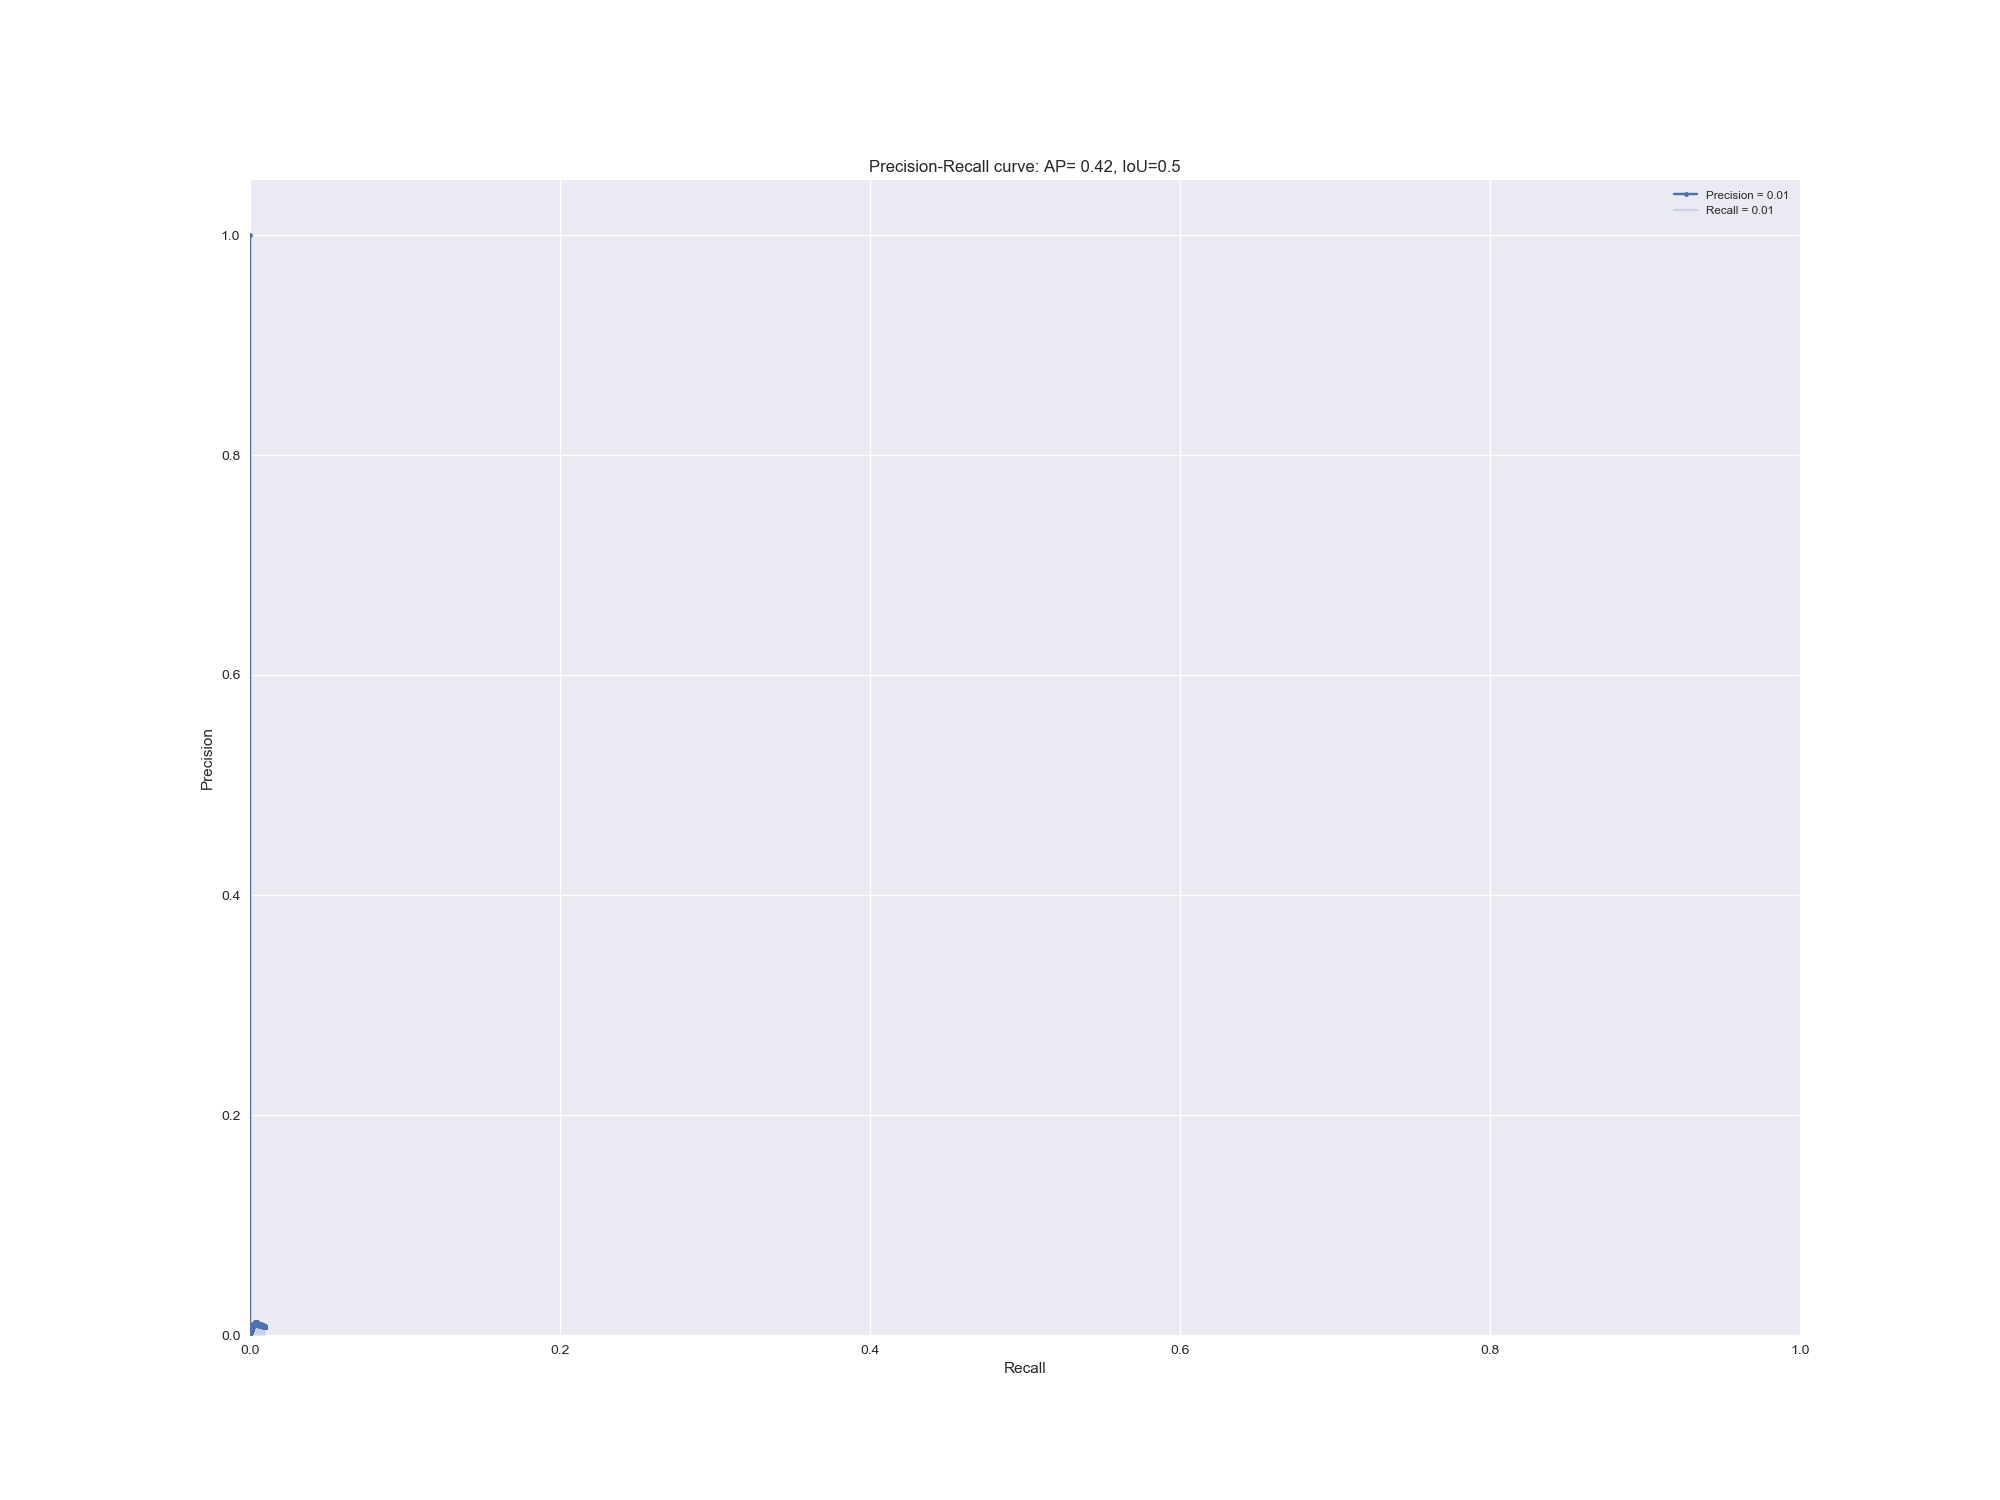 Precision-Recall curve: AP= 0.42, IoU=0.5
Precision = 0.01
Recall = 0.01
1.0
0.8
0.6
0.4
0.2
0.0
Precision
0.0 0.2 0.4 0.6 0.8 1.0
Recall